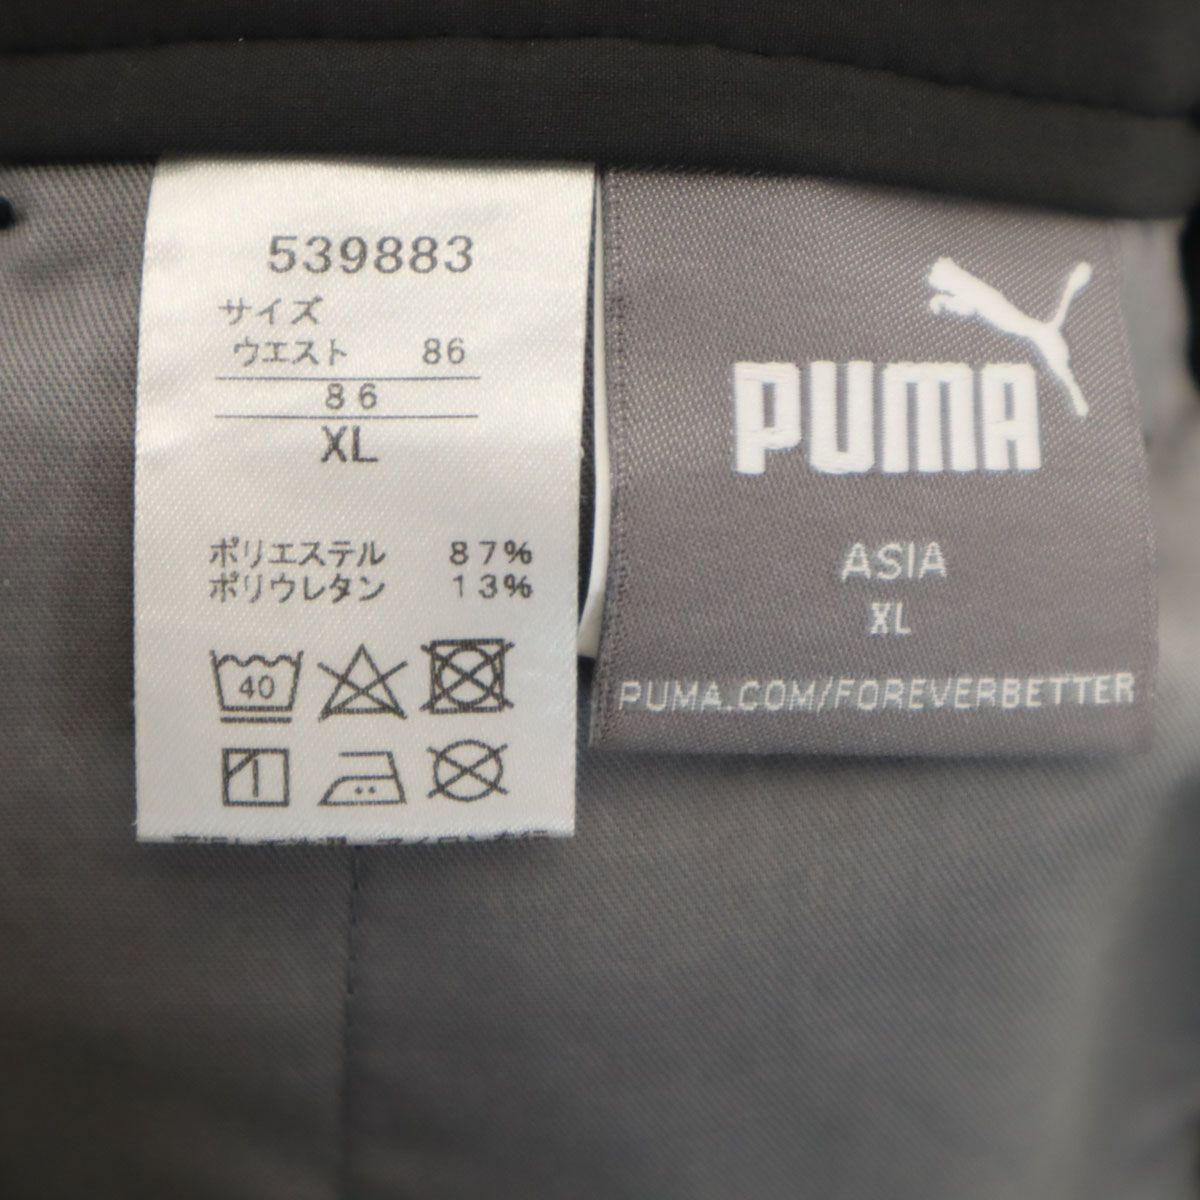 539883
サイズ
ウエスト 86
86
XL
ポリエステル 87%
ポリウレタン 13%
40
PUMA
ASIA
XL
PUMA.COM/FOREVERBETTER